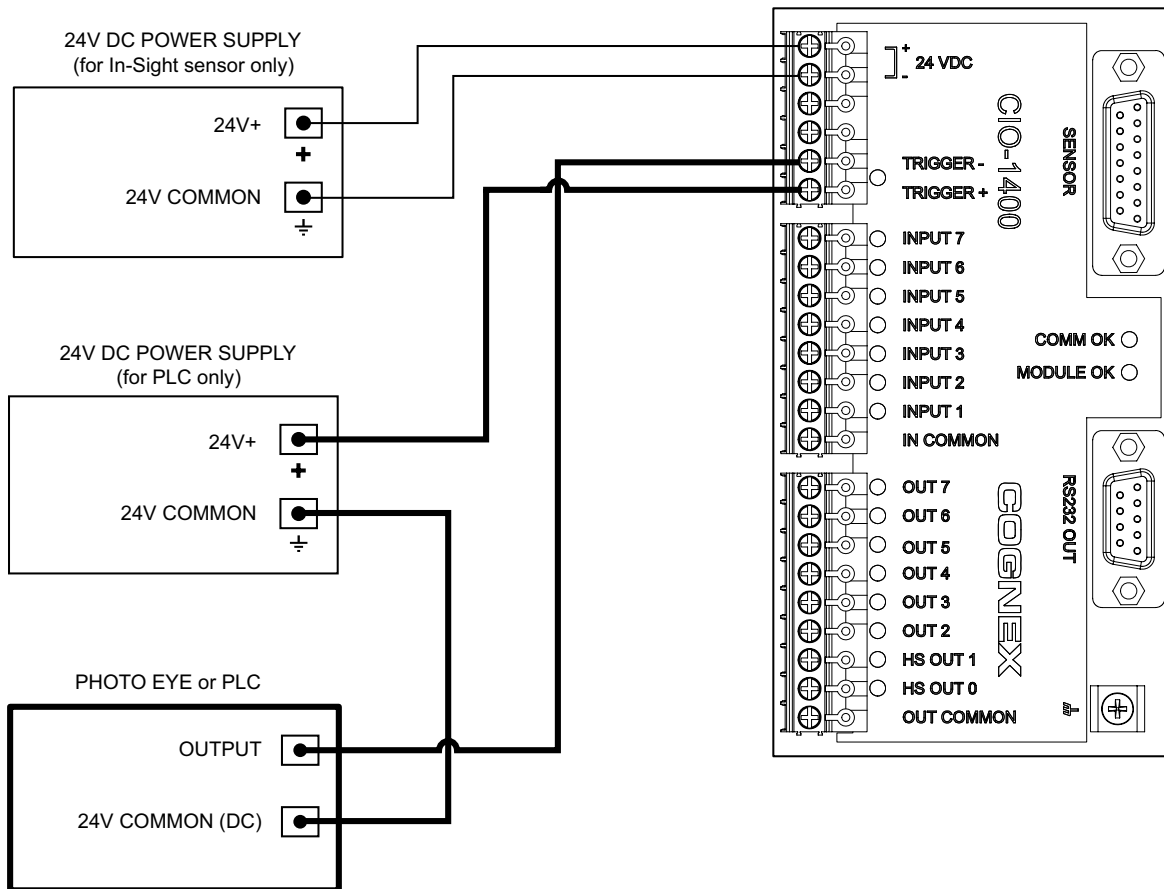 24V DC POWER SUPPLY
(for In-Sight sensor only)
24V+
+
24V COMMON
24V DC POWER SUPPLY
(for PLC only)
24V+
+
24V COMMON
PHOTO EYE or PLC
OUTPUT
24V COMMON (DC)
+
24 VDC
-
TRIGGER -
TRIGGER +
INPUT 7
INPUT 6
INPUT 5
INPUT 4
INPUT 3
INPUT 2
INPUT 1
IN COMMON
OUT 7
OUT 6
OUT 5
OUT 4
OUT 3
OUT 2
HS OUT 1
HS OUT 0
OUT COMMON
CIO-1400
COGNEX
SENSOR
COMM OK
MODULE OK
RS232 OUT